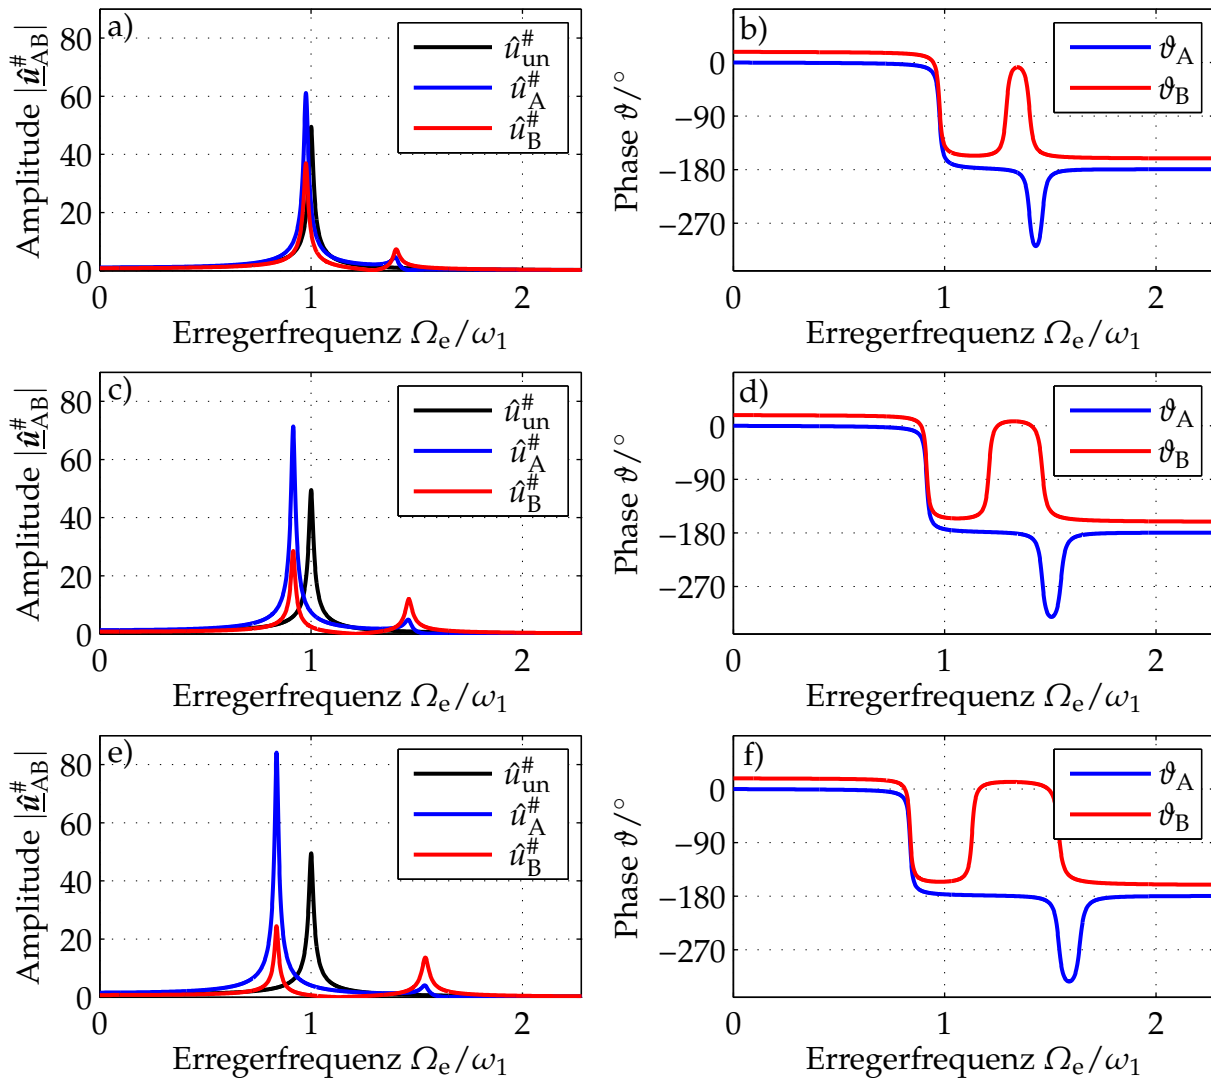 a)
Amplitude |û#AB|
80
60
40
20
0
û#un
û#A
û#B
0 1 2
Erregerfrequenz Ωe/ω1
b)
Phase ϑ/°
0
−90
−180
−270
ϑA
ϑB
0 1 2
Erregerfrequenz Ωe/ω1
c)
Amplitude |û#AB|
80
60
40
20
0
û#un
û#A
û#B
0 1 2
Erregerfrequenz Ωe/ω1
d)
Phase ϑ/°
0
−90
−180
−270
ϑA
ϑB
0 1 2
Erregerfrequenz Ωe/ω1
e)
Amplitude |û#AB|
80
60
40
20
0
û#un
û#A
û#B
0 1 2
Erregerfrequenz Ωe/ω1
f)
Phase ϑ/°
0
−90
−180
−270
ϑA
ϑB
0 1 2
Erregerfrequenz Ωe/ω1